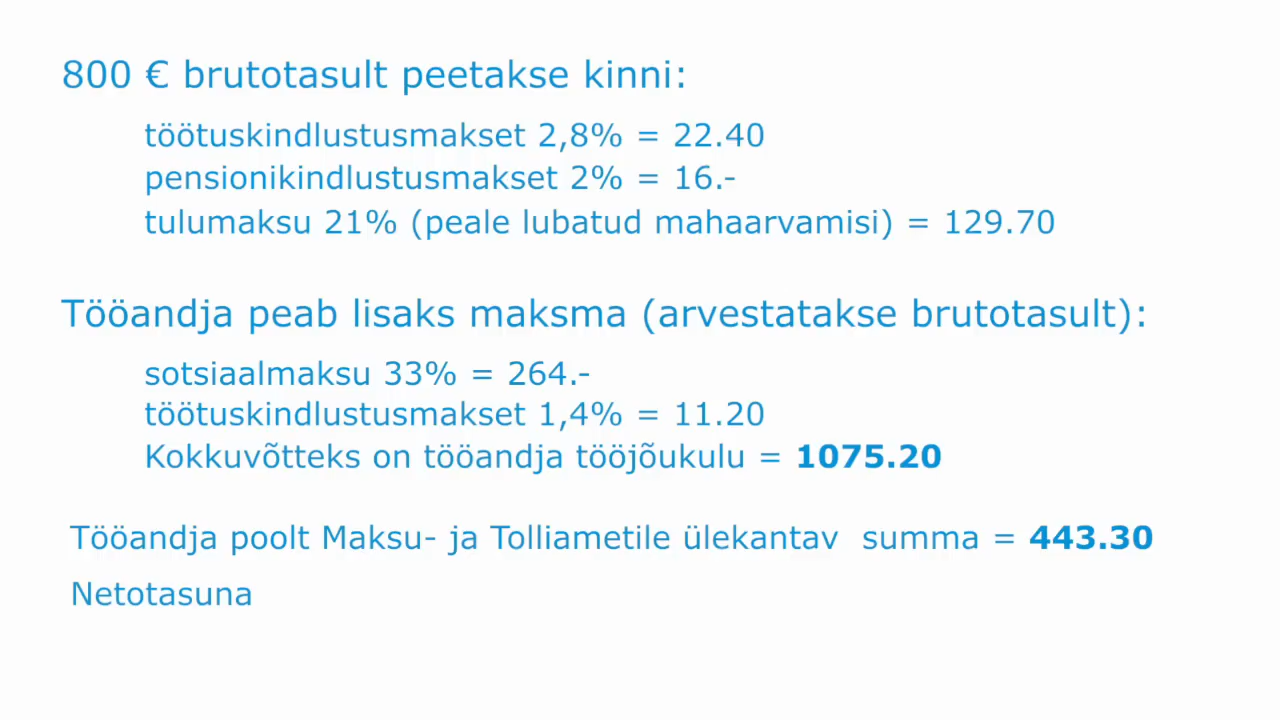 800 € brutotasult peetakse kinni:
töötuskindlustusmakset 2,8% = 22.40
pensionikindlustusmakset 2% = 16.-
tulumaksu 21% (peale lubatud mahaarvamisi) = 129.70
Tööandja peab lisaks maksma (arvestatakse brutotasult):
sotsiaalmaksu 33% = 264.-
töötuskindlustusmakset 1,4% = 11.20
Kokkuvõtteks on tööandja tööjõukulu = 1075.20
Tööandja poolt Maksu- ja Tolliametile ülekantav  summa = 443.30
Netotasuna